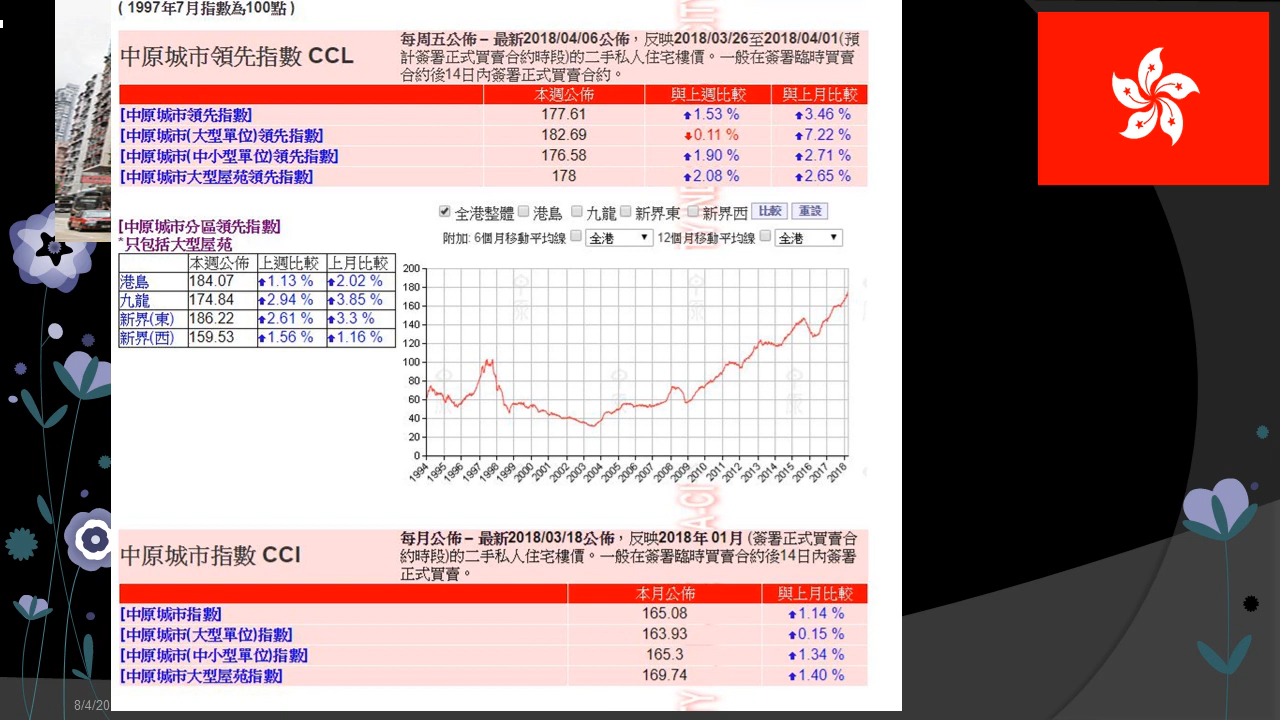 ( 1997年7月指數為100點 )
中原城市領先指數 CCL
每周五公佈 – 最新2018/04/06公佈，反映2018/03/26至2018/04/01(預
計簽署正式買賣合約時段)的二手私人住宅樓價。一般在簽署臨時買賣
合約後14日內簽署正式買賣合約。
本週公佈 與上週比較 與上月比較
[中原城市領先指數] 177.61 1.53 % 3.46 %
[中原城市(大型單位)領先指數] 182.69 0.11 % 7.22 %
[中原城市(中小型單位)領先指數] 176.58 1.90 % 2.71 %
[中原城市大型屋苑領先指數] 178 2.08 % 2.65 %
[中原城市分區領先指數]
*只包括大型屋苑
本週公佈 上週比較 上月比較
港島 184.07 1.13 % 2.02 %
九龍 174.84 2.94 % 3.85 %
新界(東) 186.22 2.61 % 3.3 %
新界(西) 159.53 1.56 % 1.16 %
全港整體 港島 九龍 新界東 新界西 比較 重設
附加: 6個月移動平均線 全港 12個月移動平均線 全港
200
180
160
140
120
100
80
60
40
20
0
1994 1995 1996 1997 1998 1999 2000 2001 2002 2003 2004 2005 2006 2007 2008 2009 2010 2011 2012 2013 2014 2015 2016 2017 2018
中原城市指數 CCI
每月公佈 – 最新2018/03/18公佈，反映2018年 01月 (簽署正式買賣合
約時段)的二手私人住宅樓價。一般在簽署臨時買賣合約後14日內簽署
正式買賣。
本月公佈 與上月比較
[中原城市指數] 165.08 1.14 %
[中原城市(大型單位)指數] 163.93 0.15 %
[中原城市(中小型單位)指數] 165.3 1.34 %
[中原城市大型屋苑指數] 169.74 1.40 %
8/4/20